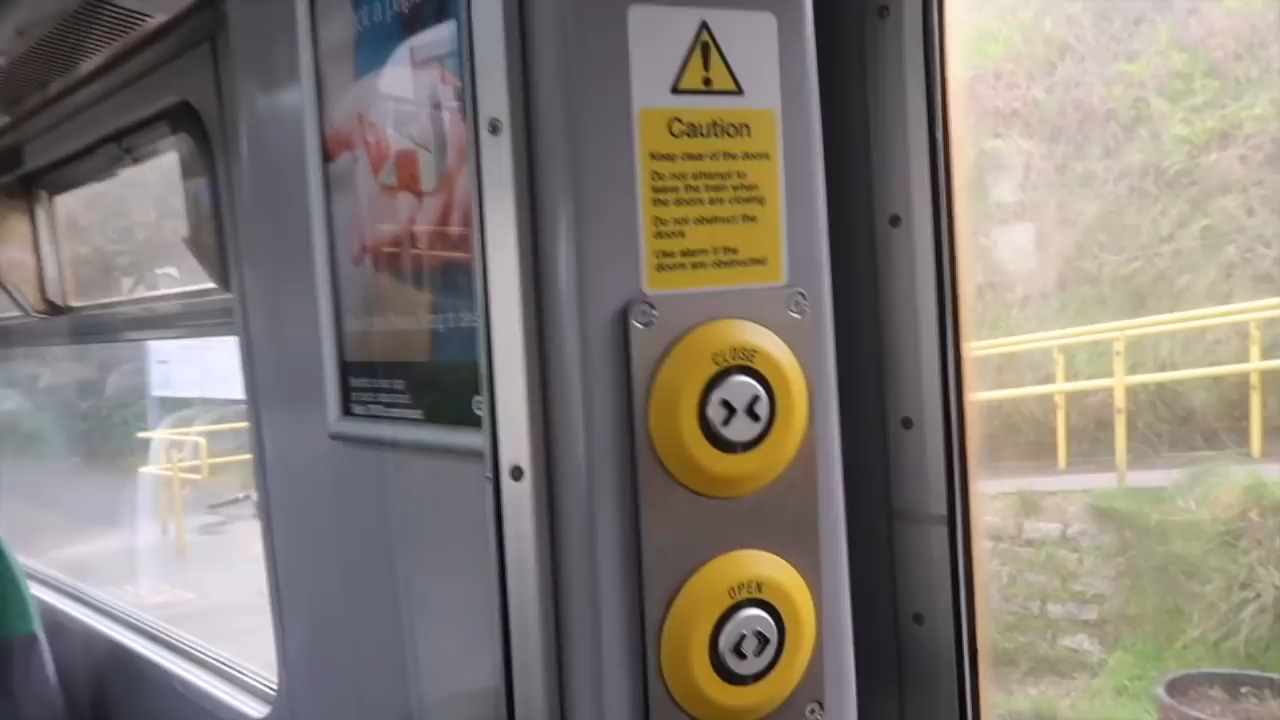 Caution
Keep clear of the doors
Do not attempt to
leave the train when
the doors are closing
Do not obstruct the
doors
Use alarm if the
doors are obstructed
CLOSE
OPEN